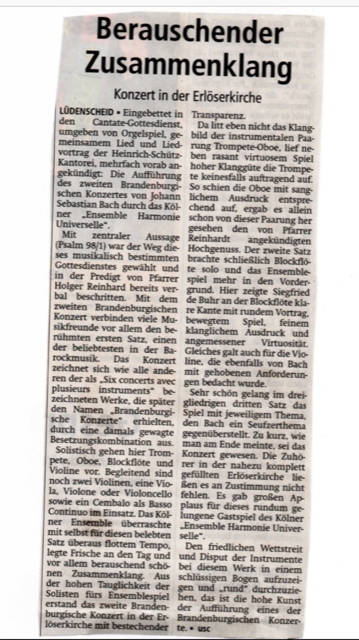 Berauschender
Zusammenklang
Konzert in der Erlöserkirche
LÜDENSCHEID • Eingebettet in
den Cantate-Gottesdienst,
umgeben von Orgelspiel, ge-
meinsamem Lied und Lied-
vortrag der Heinrich-Schütz-
Kantorei, mehrfach vorab an-
gekündigt: Die Aufführung
des zweiten Brandenburgi-
schen Konzertes von Johann
Sebastian Bach durch das Köl-
ner „Ensemble Harmonie
Universelle".
Mit zentraler Aussage
(Psalm 98/1) war der Weg die-
ses musikalisch bestimmten
Gottesdienstes gewählt und
in der Predigt von Pfarrer
Holger Reinhardt bereits ver-
bal beschritten. Mit dem
zweiten Brandenburgischen
Konzert verbinden viele Mu-
sikfreunde vor allem den be-
rühmten ersten Satz, einen
der beliebtesten in der Ba-
rockmusik. Das Konzert
zeichnet sich wie alle ande-
ren der als „Six concerts avec
plusieurs instruments" be-
zeichneten Werke, die später
den Namen „Brandenburgi-
sche Konzerte" erhielten,
durch eine damals gewagte
Besetzungskombination aus.
Solistisch gehen hier Trom-
pete, Oboe, Blockflöte und
Violine vor. Begleitend sind
noch zwei Violinen, eine Vio-
la, Violone oder Violoncello
sowie ein Cembalo als Basso
Continuo im Einsatz. Das Köl-
ner Ensemble überraschte
mit selbst für diesen belebten
Satz überaus flottem Tempo,
legte Frische an den Tag und
vor allem berauschend schö-
nen Zusammenklang. Aus
der hohen Tauglichkeit der
Solisten fürs Ensemblespiel
erstand das zweite Branden-
burgische Konzert in der Er-
löserkirche mit bestechender
Transparenz.
Da litt eben nicht das Klang-
bild der instrumentalen Paa-
rung Trompete-Oboe, lief ne-
ben rasant virtuosem Spiel
hoher Klanggüte die Trompe-
te keinesfalls auftragend auf.
So schien die Oboe mit sang-
lichem Ausdruck entspre-
chend auf, ergab es allein
schon von dieser Paarung her
gesehen den von Pfarrer
Reinhardt angekündigten
Hochgenuss. Der zweite Satz
brachte schließlich Blockflö-
te solo und das Ensemble-
spiel mehr in den Vorder-
grund. Hier zeigte Siegfried
de Buhr an der Blockflöte kla-
re Kante mit rundem Vortrag,
bewegtem Spiel, feinem
klanglichem Ausdruck und
angemessener Virtuosität.
Gleiches galt auch für die Vio-
line, die ebenfalls von Bach
mit gehobenen Anforderun-
gen bedacht wurde.
Sehr schön gelang im drei-
gliedrigen dritten Satz das
Spiel mit jeweiligem Thema,
den Bach ein Seufzerthema
gegenüberstellt. Zu kurz, wie
man am Ende meinte, sei das
Konzert gewesen. Die Zuhö-
rer in der nahezu komplett
gefüllten Erlöserkirche lie-
ßen es an Zustimmung nicht
fehlen. Es gab großen Ap-
plaus für dieses rundum ge-
lungene Gastspiel des Kölner
„Ensemble Harmonie Univer-
selle".
Den friedlichen Wettstreit
und Disput der Instrumente
bei diesem Werk in einem
schlüssigen Bogen aufzuzei-
gen und „rund" durchzuzie-
hen, das ist die hohe Kunst
der Aufführung eines der
Brandenburgischen Konzer-
te. • usc